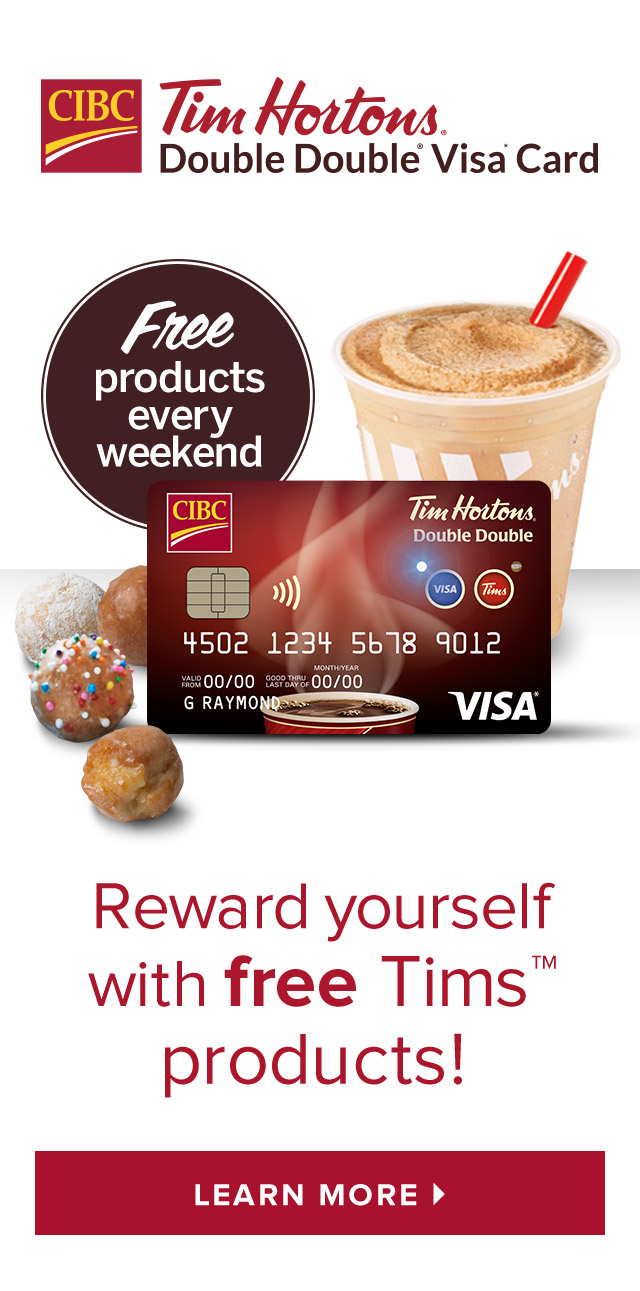 CIBC
Tim Hortons®
Double Double® Visa* Card
Free
products
every
weekend
CIBC
Tim Hortons®
Double Double
VISA
Tims
4502 1234 5678 9012
MONTH/YEAR
VALID FROM 00/00 GOOD THRU LAST DAY OF 00/00
G RAYMOND
VISA*
Reward yourself
with free Tims™
products!
LEARN MORE